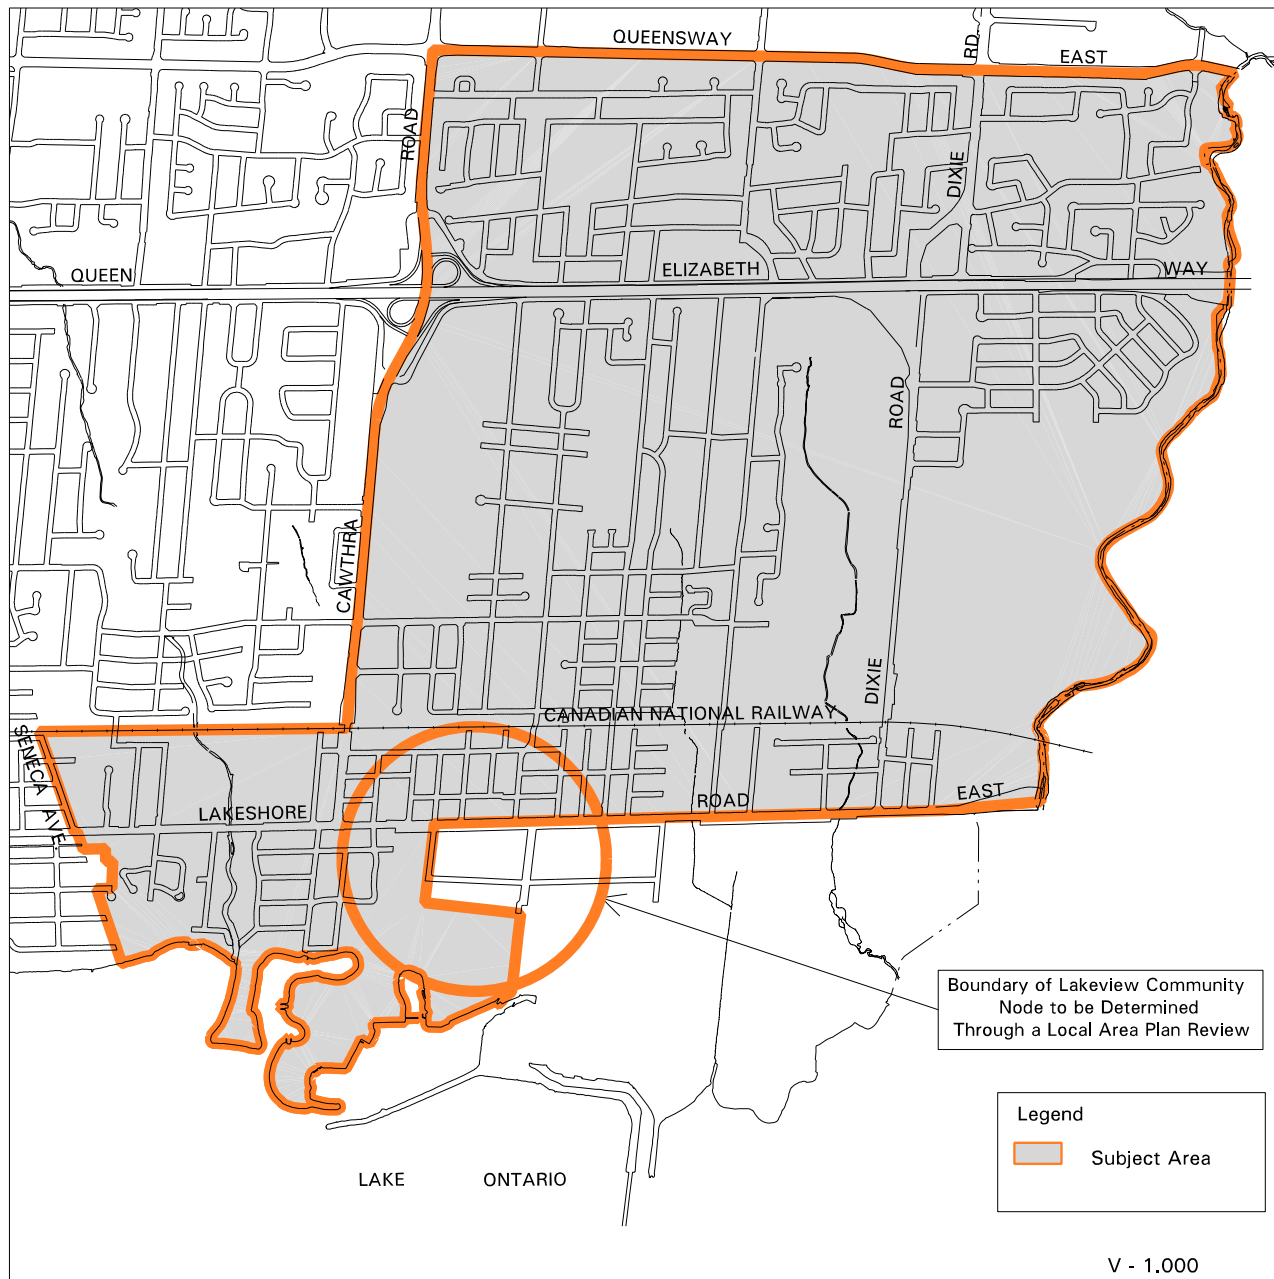 QUEENSWAY
RD.
EAST
ROAD
DIXIE
QUEEN
ELIZABETH
WAY
ROAD
CAWTHRA
DIXIE
CANADIAN NATIONAL RAILWAY
SENECA AVE.
LAKESHORE
ROAD
EAST
Boundary of Lakeview Community
Node to be Determined
Through a Local Area Plan Review
Legend
Subject Area
LAKE ONTARIO
V - 1.000